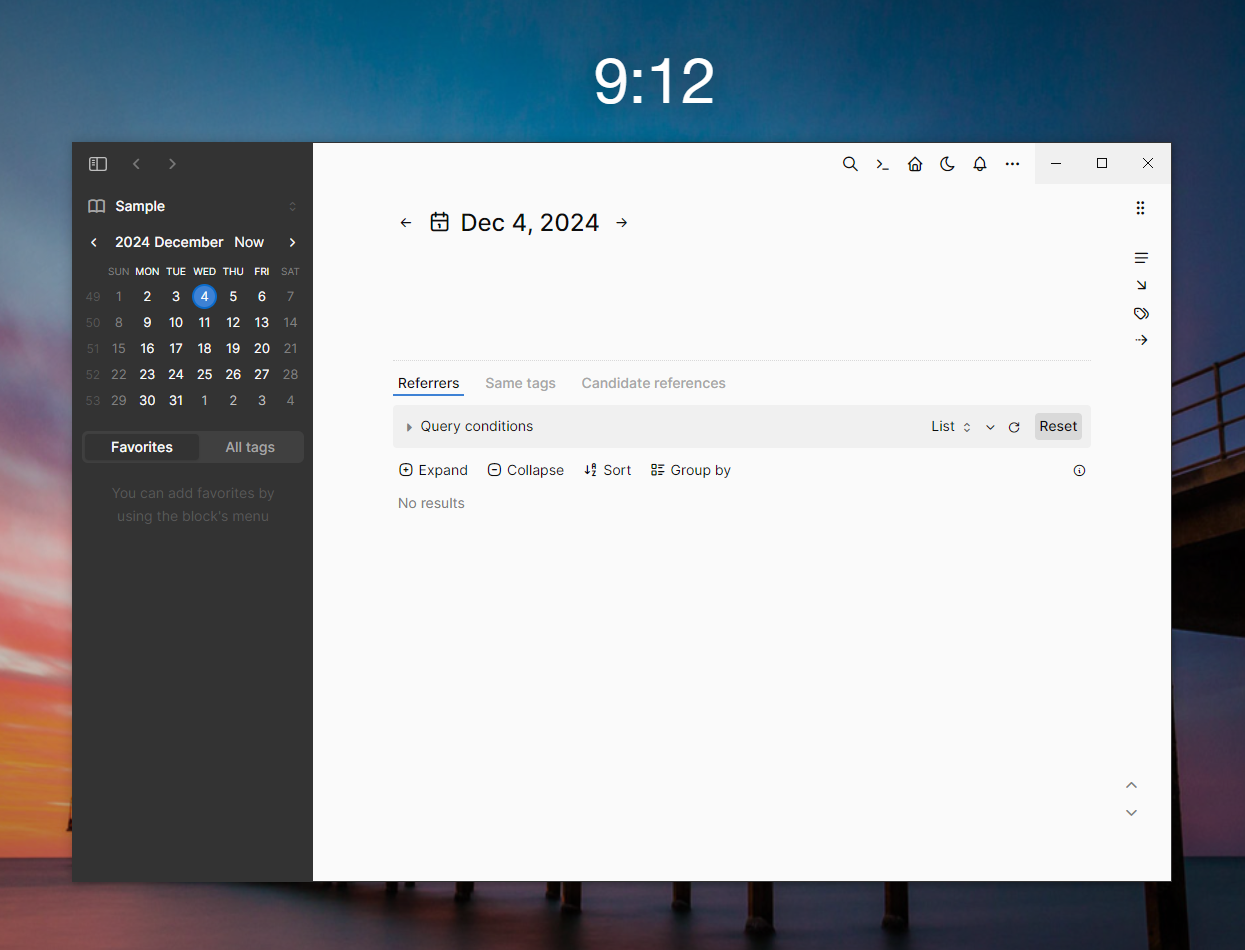 9:12
Sample
2024 December Now
SUN MON TUE WED THU FRI SAT
49 1 2 3 4 5 6 7
50 8 9 10 11 12 13 14
51 15 16 17 18 19 20 21
52 22 23 24 25 26 27 28
53 29 30 31 1 2 3 4
Favorites All tags
You can add favorites by
using the block's menu
Dec 4, 2024
Referrers Same tags Candidate references
Query conditions List Reset
Expand Collapse Sort Group by
No results